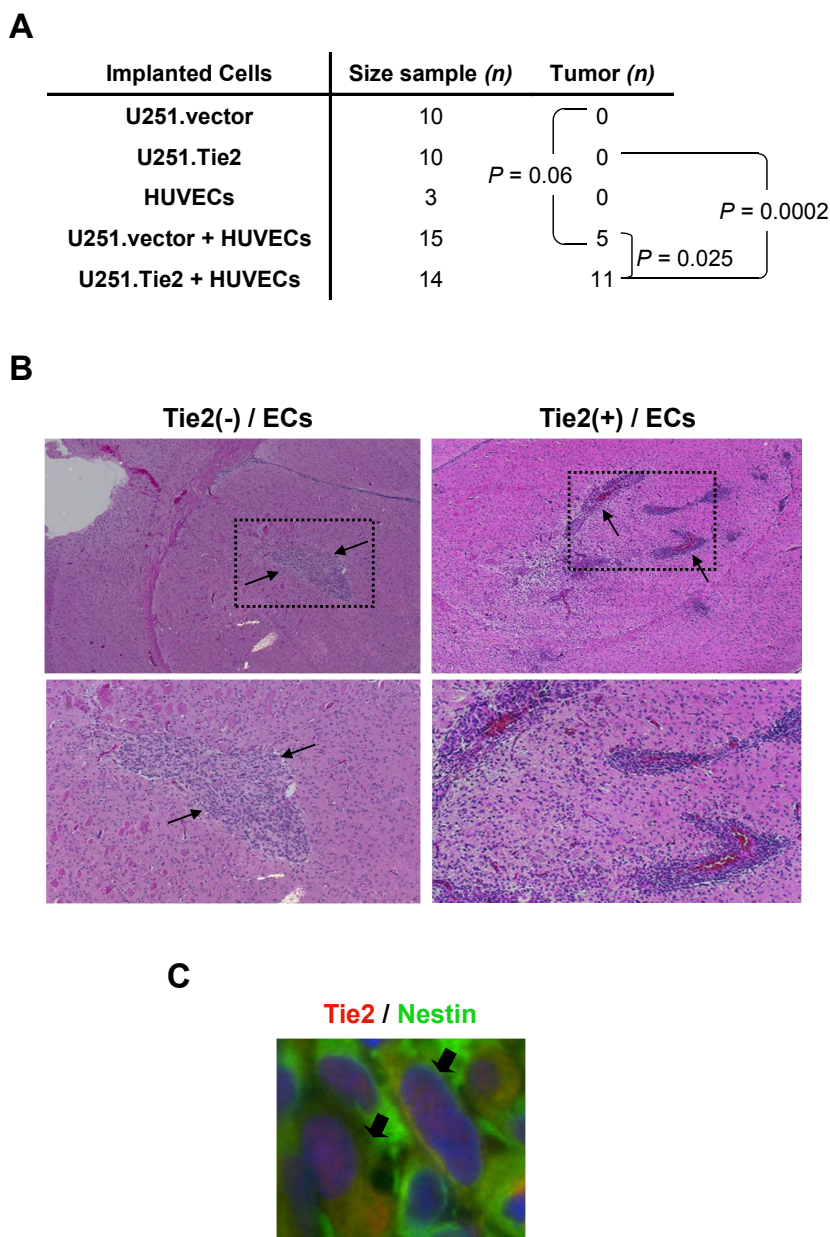 A
Implanted Cells Size sample (n) Tumor (n)
U251.vector 10 0
U251.Tie2 10 0
P = 0.06
HUVECs 3 0
P = 0.0002
U251.vector + HUVECs 15 5
P = 0.025
U251.Tie2 + HUVECs 14 11
B
Tie2(-) / ECs Tie2(+) / ECs
C
Tie2 / Nestin